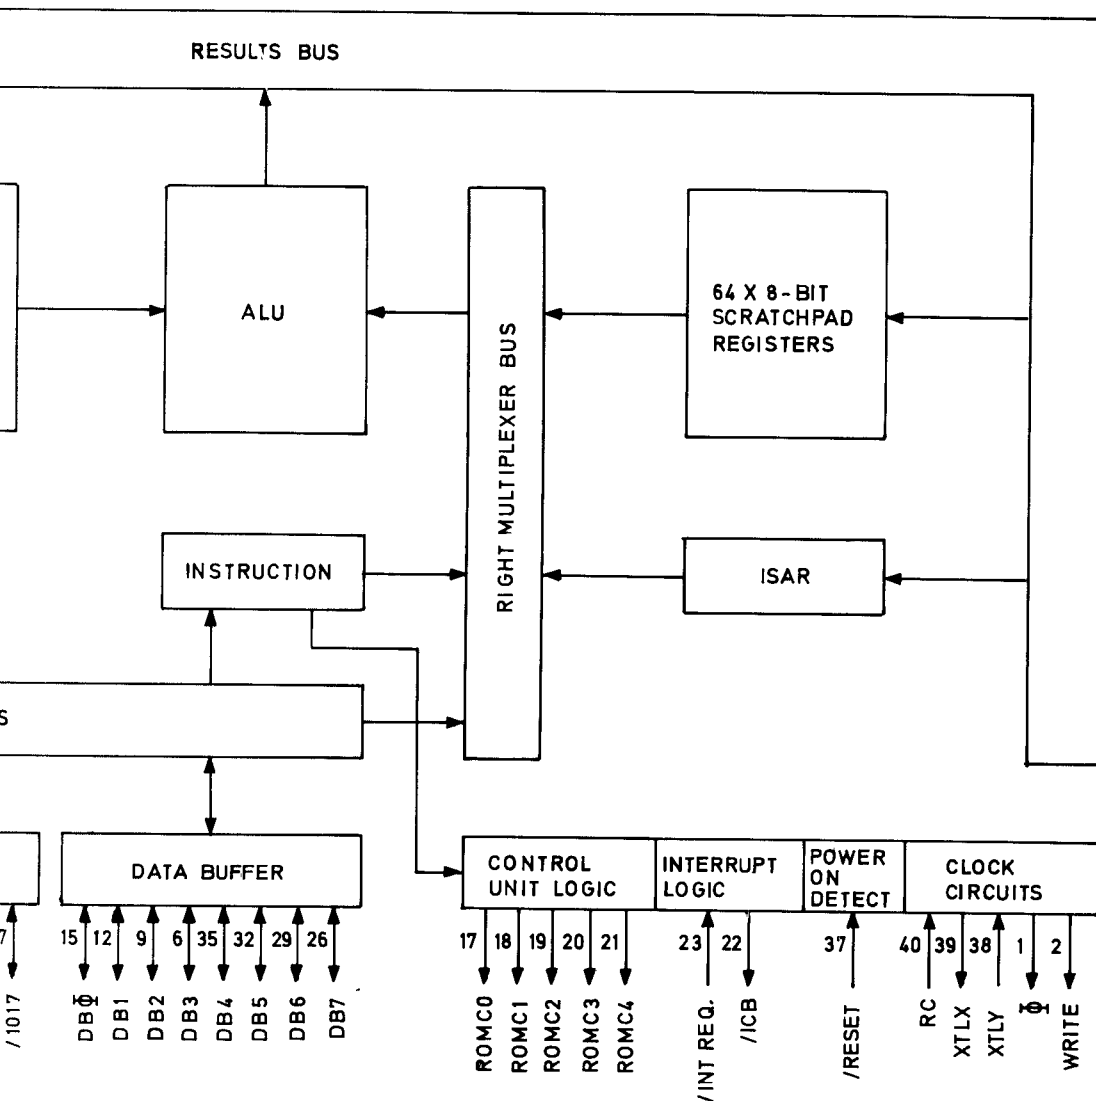 RESULTS BUS
ALU
RIGHT MULTIPLEXER BUS
64 X 8-BIT
SCRATCHPAD
REGISTERS
INSTRUCTION
ISAR
S
DATA BUFFER
CONTROL
UNIT LOGIC
INTERRUPT
LOGIC
POWER
ON
DETECT
CLOCK
CIRCUITS
7
15
12
9
6
35
32
29
26
17
18
19
20
21
23
22
37
40
39
38
1
2
/1017
DBΦ
DB1
DB2
DB3
DB4
DB5
DB6
DB7
ROMC0
ROMC1
ROMC2
ROMC3
ROMC4
/INT REQ.
/ICB
/RESET
RC
XTLX
XTLY
Φ
WRITE